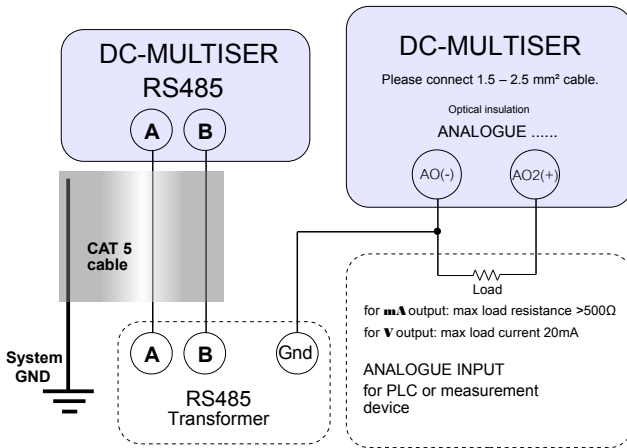 DC-MULTISER
RS485
A
B
CAT 5
cable
System
GND
A
B
Gnd
RS485
Transformer
DC-MULTISER
Please connect 1.5 – 2.5 mm² cable.
Optical insulation
ANALOGUE ......
AO(-)
AO2(+)
Load
for mA output: max load resistance >500Ω
for V output: max load current 20mA
ANALOGUE INPUT
for PLC or measurement
device